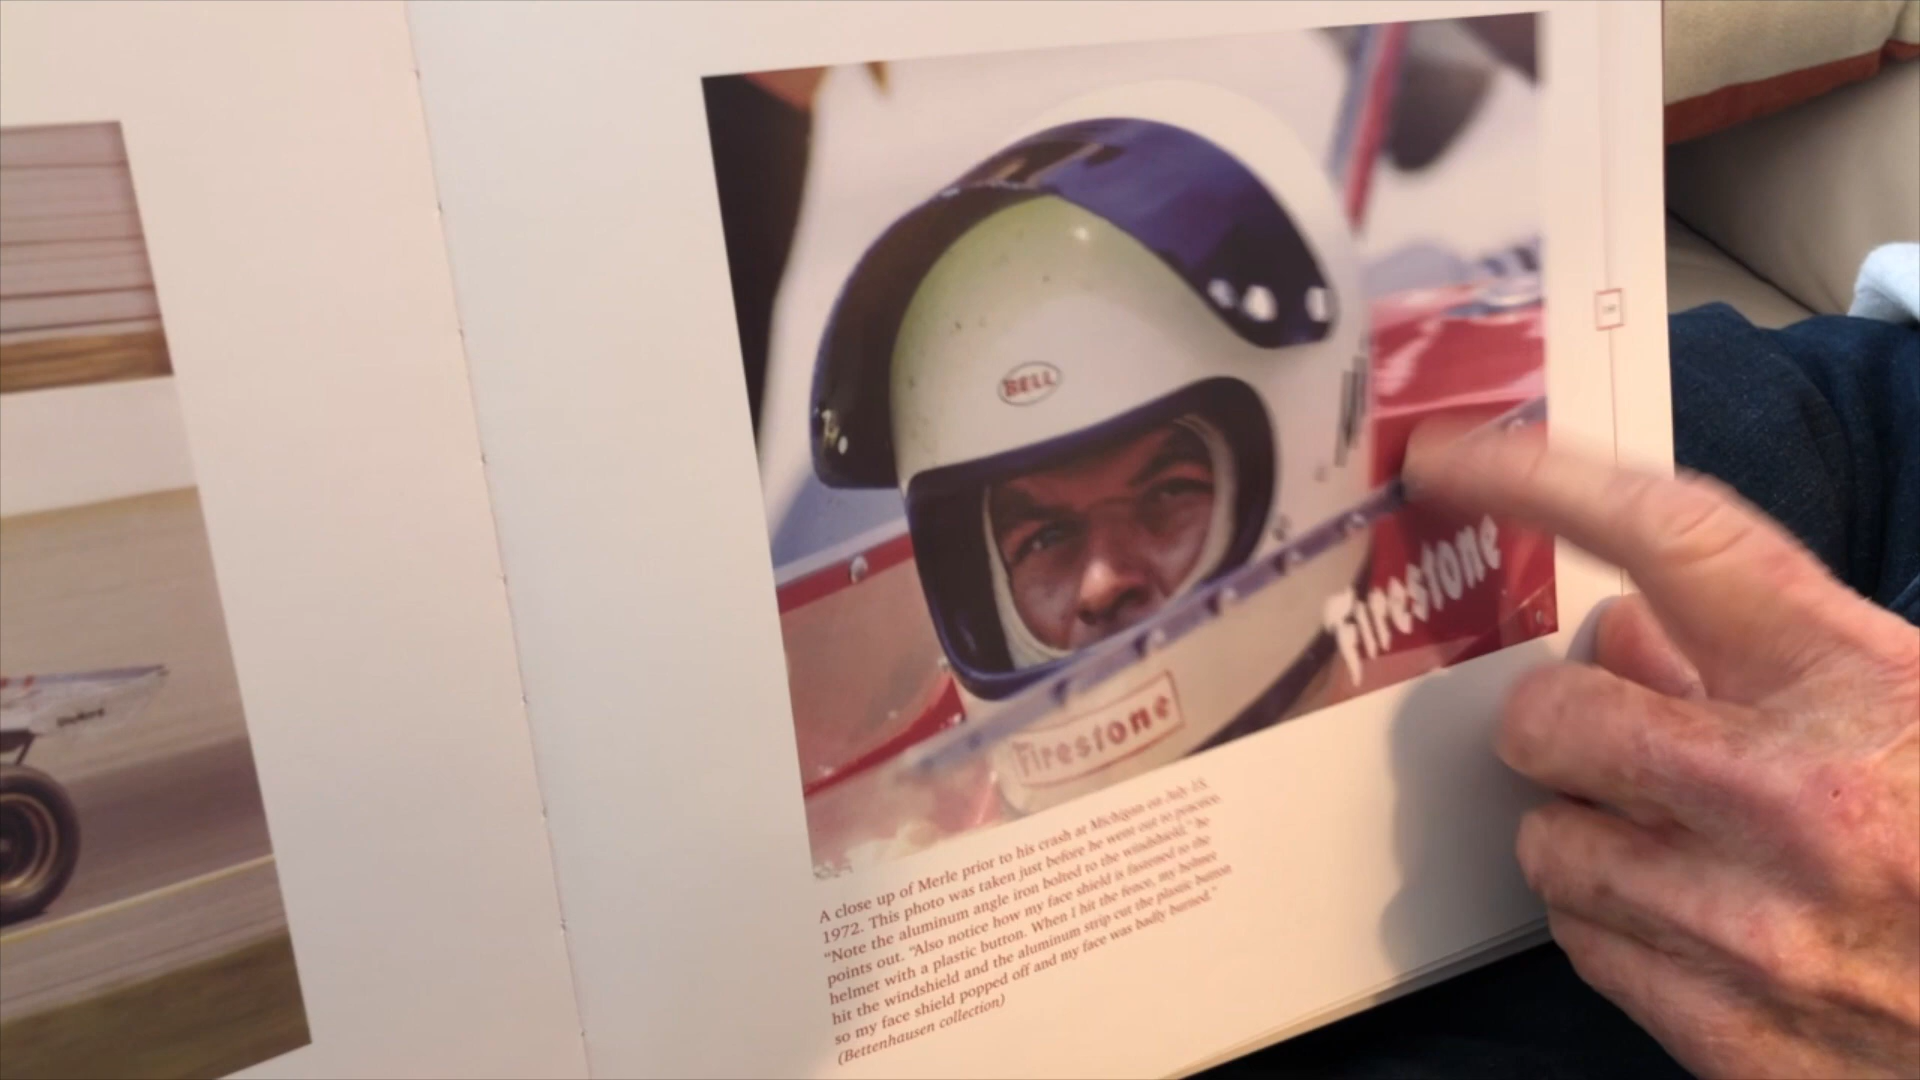 BELL
Firestone
Firestone
A close up of Merle prior to his crash at Michigan on July 15,
1972. This photo was taken just before he went out to practice.
"Note the aluminum angle iron bolted to the windshield," he
points out. "Also notice how my face shield is fastened to the
helmet with a plastic button. When I hit the fence, my helmet
hit the windshield and the aluminum strip cut the plastic button
so my face shield popped off and my face was badly burned."
(Bettenhausen collection)